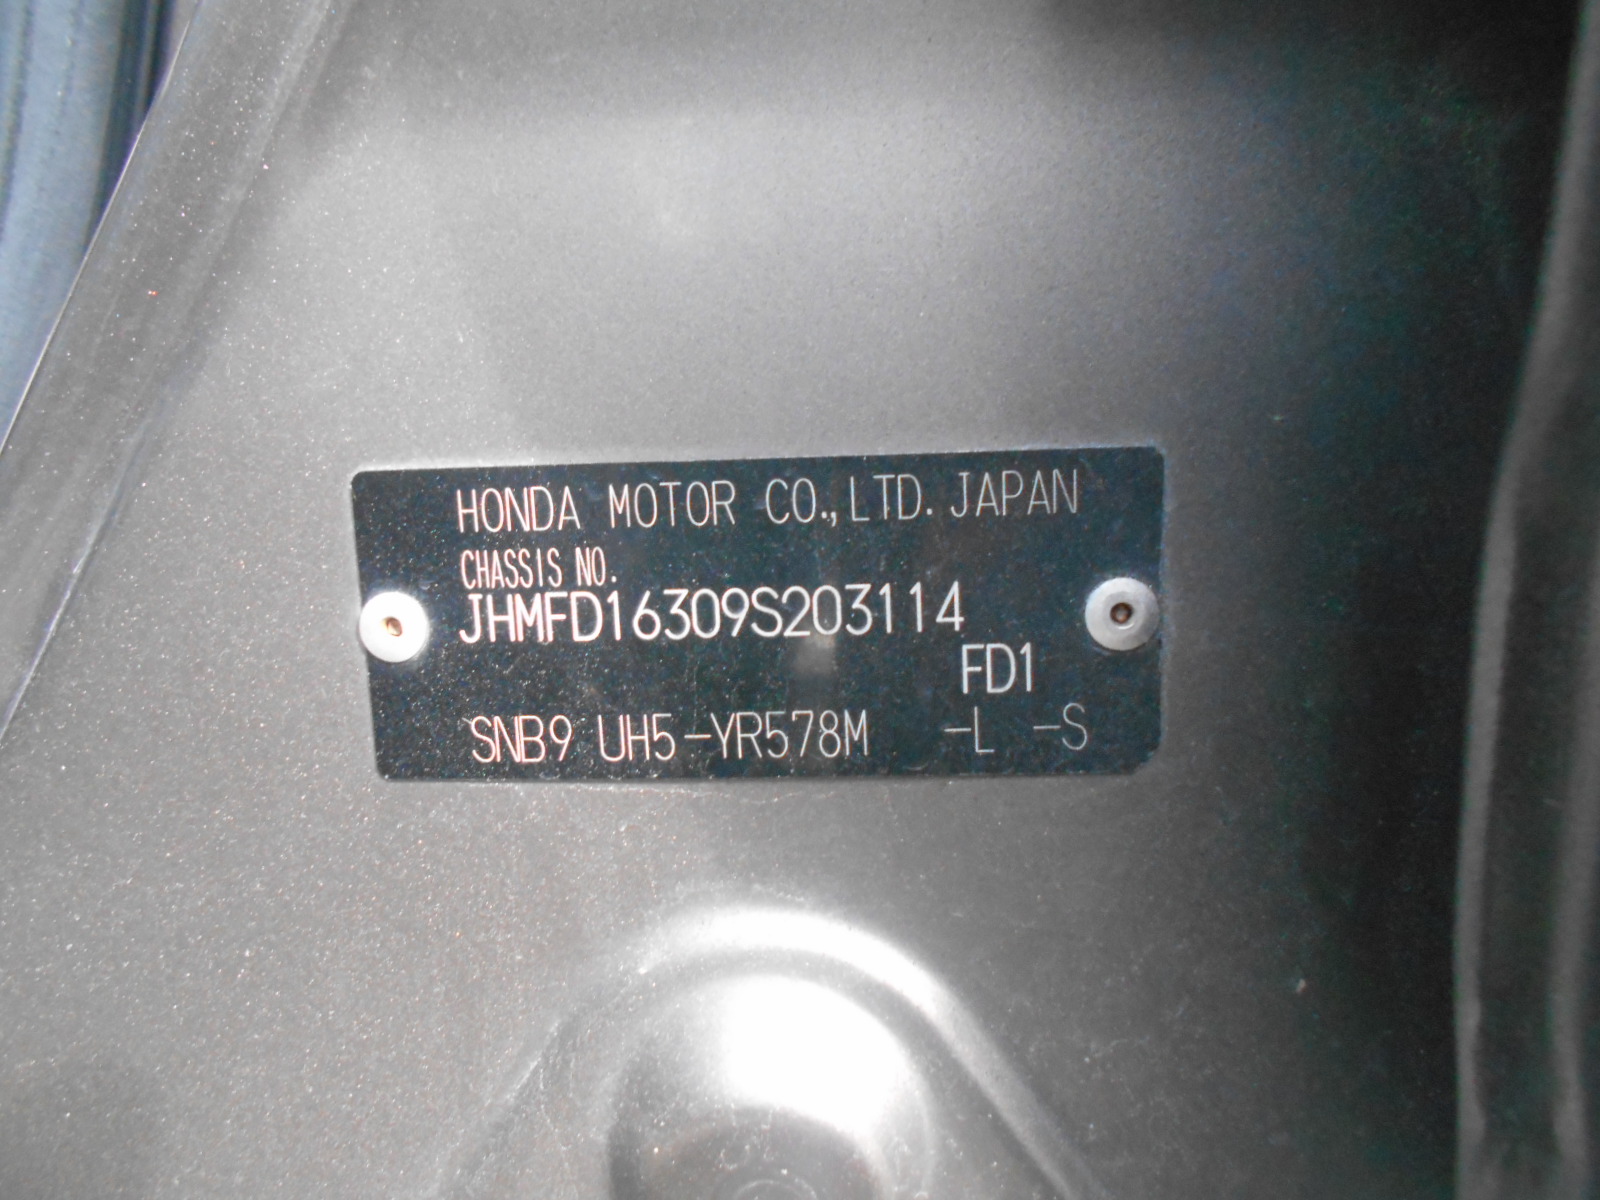 HONDA MOTOR CO.,LTD. JAPAN
CHASSIS NO.
JHMFD16309S203114
FD1
SNB9 UH5-YR578M -L -S